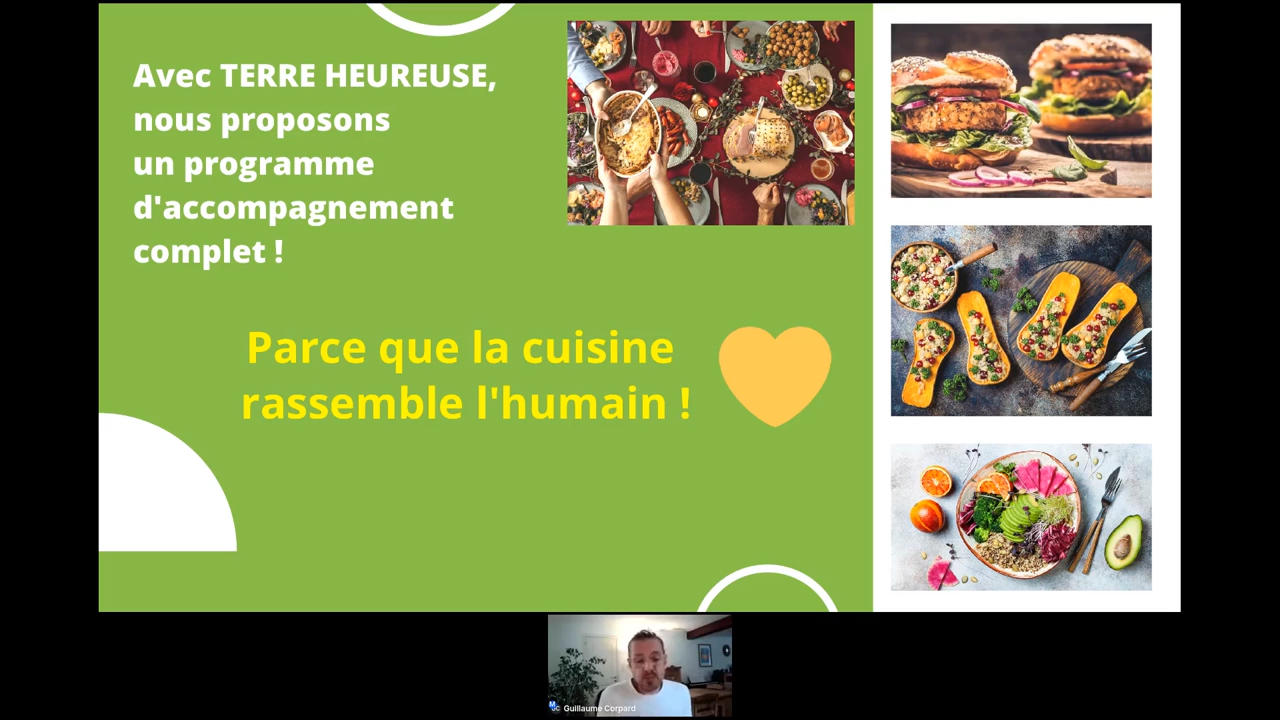 Avec TERRE HEUREUSE,
nous proposons
un programme
d'accompagnement
complet !
Parce que la cuisine
rassemble l'humain !
Guillaume Corpard